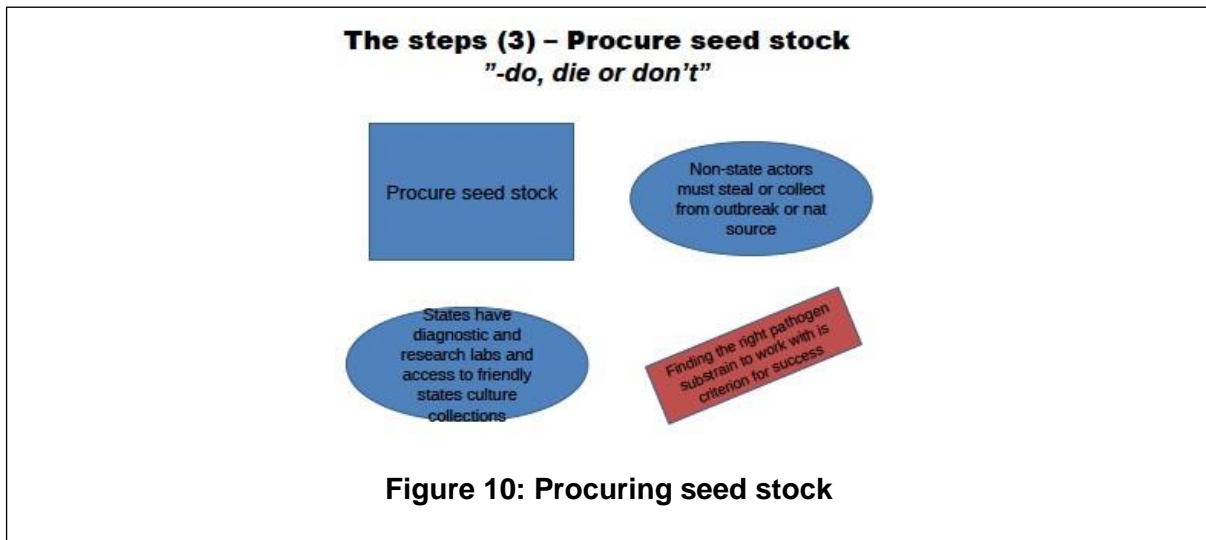 The steps (3) – Procure seed stock
”-do, die or don’t”
Procure seed stock
Non-state actors
must steal or collect
from outbreak or nat
source
States have
diagnostic and
research labs and
access to friendly
states culture
collections
Finding the right pathogen
substrain to work with is
criterion for success
Figure 10: Procuring seed stock